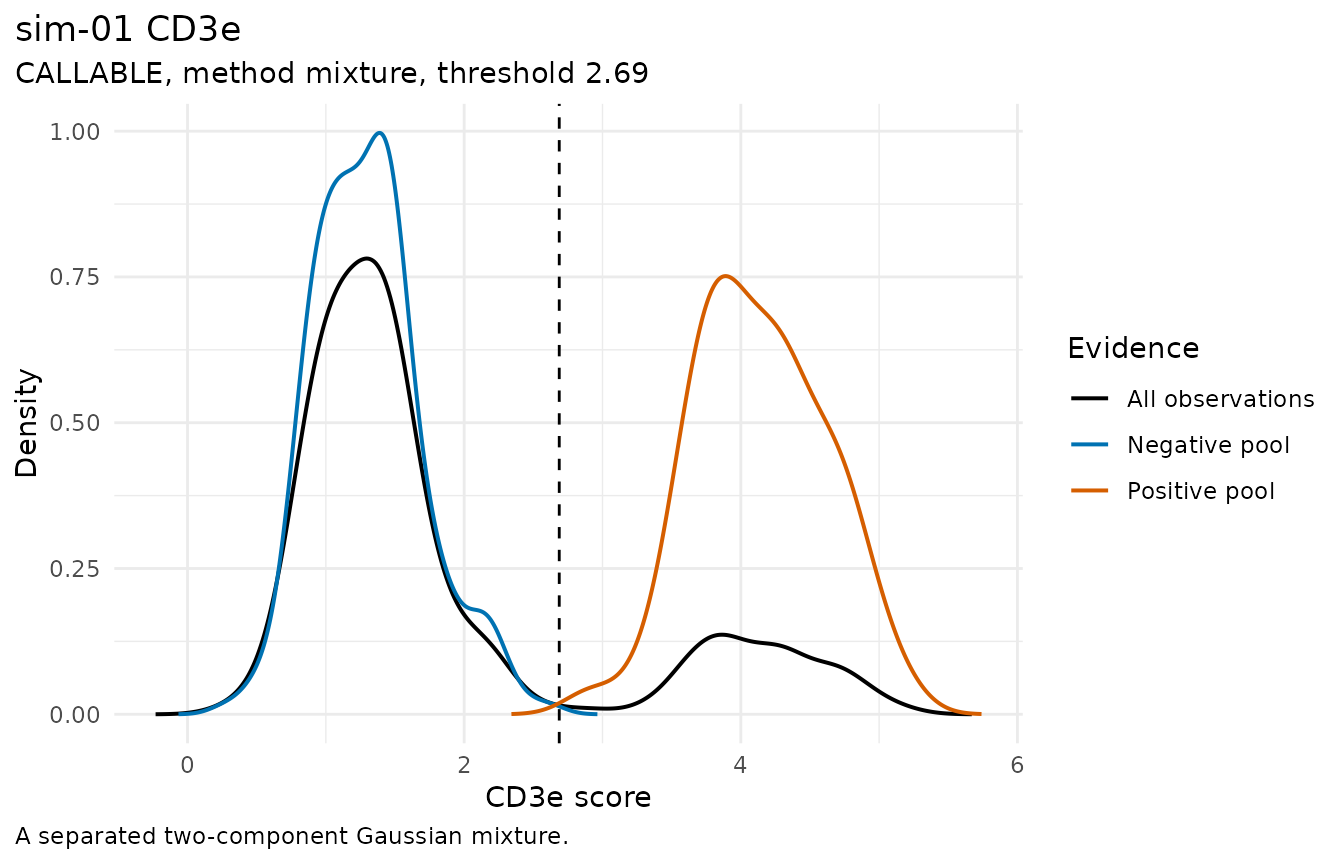 sim-01 CD3e
CALLABLE, method mixture, threshold 2.69
1.00
0.75
0.50
0.25
0.00
Density
0
2
4
6
CD3e score
Evidence
All observations
Negative pool
Positive pool
A separated two-component Gaussian mixture.